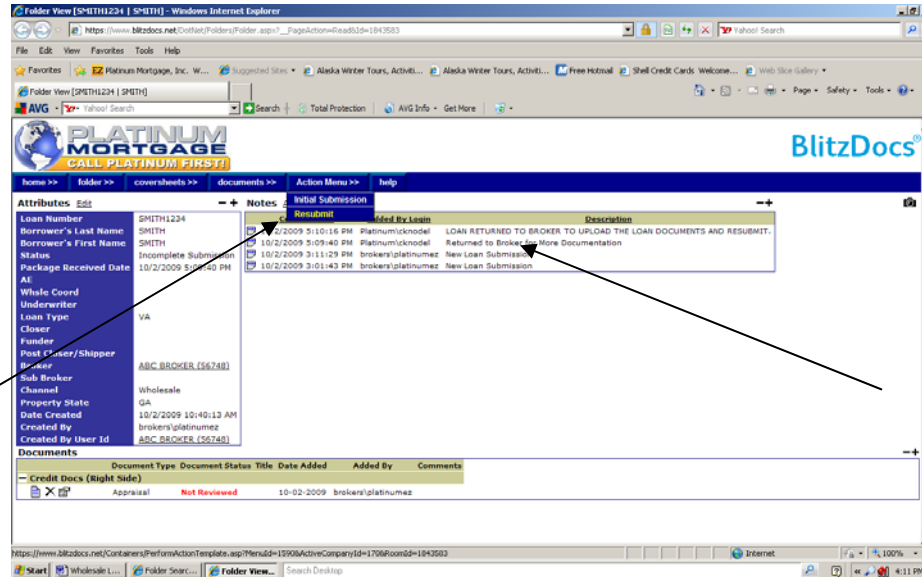 Folder View [SMITH1234 | SMITH] - Windows Internet Explorer
https://www.blitzdocs.net/DotNet/Folders/Folder.aspx?__PageAction=Read&Id=1843583
Yahoo! Search
File Edit View Favorites Tools Help
Favorites EZ Platinum Mortgage, Inc. W... Suggested Sites Alaska Winter Tours, Activiti... Alaska Winter Tours, Activiti... Free Hotmail Shell Credit Cards Welcome... Web Slice Gallery
Folder View [SMITH1234 | SMITH]
Page Safety Tools
AVG Yahoo! Search Search Total Protection AVG Info Get More
PLATINUM
MORTGAGE
CALL PLATINUM FIRST!
BlitzDocs®
home >> folder >> coversheets >> documents >> Action Menu >> help
Initial Submission
Resubmit
Attributes Edit
Notes
Loan Number SMITH1234
Borrower's Last Name SMITH
Borrower's First Name SMITH
Status Incomplete Submission
Package Received Date 10/2/2009 5:09:40 PM
AE
Whsle Coord
Underwriter
Loan Type VA
Closer
Funder
Post Closer/Shipper
Broker ABC BROKER (56748)
Sub Broker
Channel Wholesale
Property State GA
Date Created 10/2/2009 10:40:13 AM
Created By brokers\platinumez
Created By User Id ABC BROKER (56748)
Added By Login Description
10/2/2009 5:10:16 PM Platinum\cknodel LOAN RETURNED TO BROKER TO UPLOAD THE LOAN DOCUMENTS AND RESUBMIT.
10/2/2009 5:09:40 PM Platinum\cknodel Returned to Broker for More Documentation
10/2/2009 3:11:29 PM brokers\platinumez New Loan Submission
10/2/2009 3:01:43 PM brokers\platinumez New Loan Submission
Documents
Document Type Document Status Title Date Added Added By Comments
Credit Docs (Right Side)
Appraisal Not Reviewed 10-02-2009 brokers\platinumez
https://www.blitzdocs.net/Containers/PerformActionTemplate.asp?MenuId=1590&ActiveCompanyId=170&RoomId=1843583
Internet 100%
Start Wholesale L... Folder Searc... Folder View... Search Desktop 4:11 PM